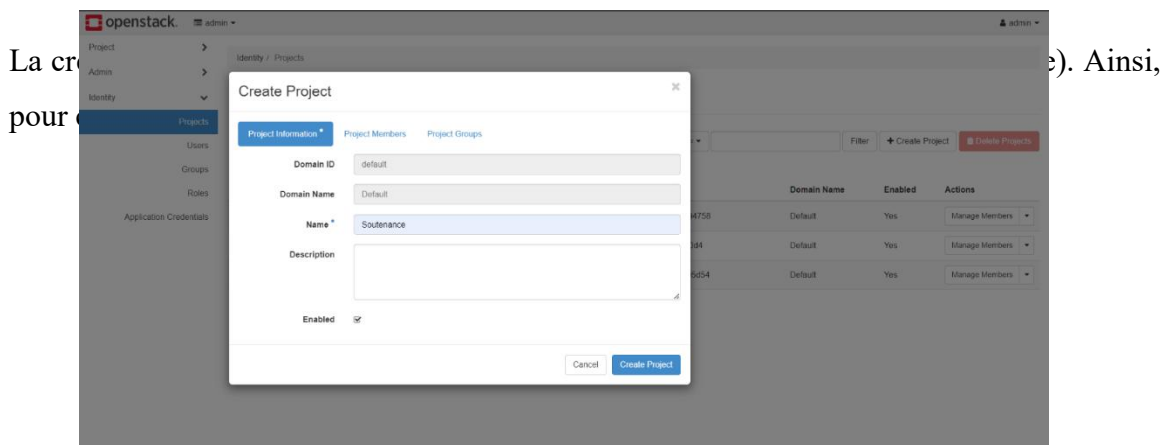 openstack. admin
admin
Project
Admin
Identity
Projects
Users
Groups
Roles
Application Credentials
La
e). Ainsi,
pour
Identity / Projects
Create Project
Project Information *
Project Members
Project Groups
Domain ID
default
Domain Name
Default
Name *
Soutenance
Description
Enabled
Cancel
Create Project
Filter
+ Create Project
Delete Projects
Domain Name Enabled Actions
4758 Default Yes Manage Members
0d4 Default Yes Manage Members
5d54 Default Yes Manage Members